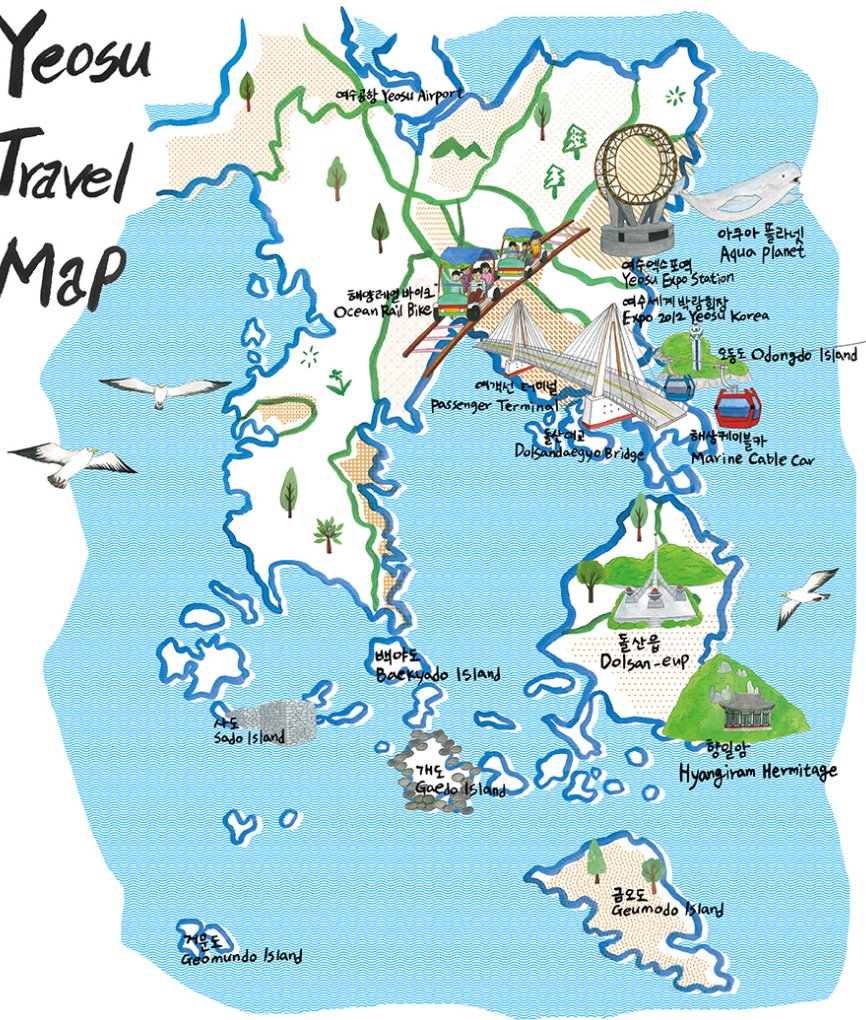 Yeosu
Travel
Map
여수공항 Yeosu Airport
아쿠아 플라넷
Aqua planet
여수엑스포역
Yeosu Expo Station
해양레일바이크
Ocean Rail Bike
여수세계박람회장
Expo 2012 Yeosu Korea
오동도 Odongdo Island
여객선 터미널
passenger Terminal
돌산대교
Dolsandaegyo Bridge
해상케이블카
Marine Cable Car
돌산읍
Dolsan-eup
백야도
Baekyado Island
사도
Sado Island
향일암
Hyangiram Hermitage
개도
Gaedo Island
금오도
Geumodo Island
거문도
Geomundo Island